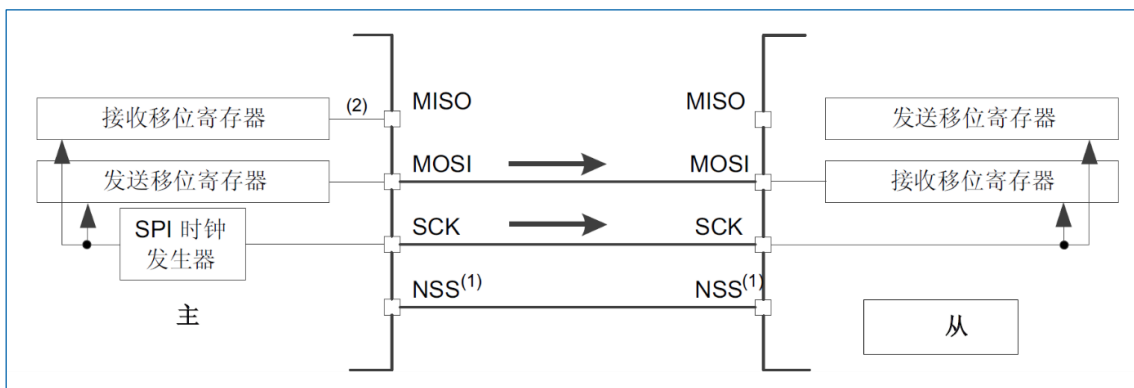 (2)
MISO
MISO
接收移位寄存器
发送移位寄存器
MOSI
MOSI
发送移位寄存器
接收移位寄存器
SPI 时钟
发生器
SCK
SCK
NSS(1)
NSS(1)
主
从